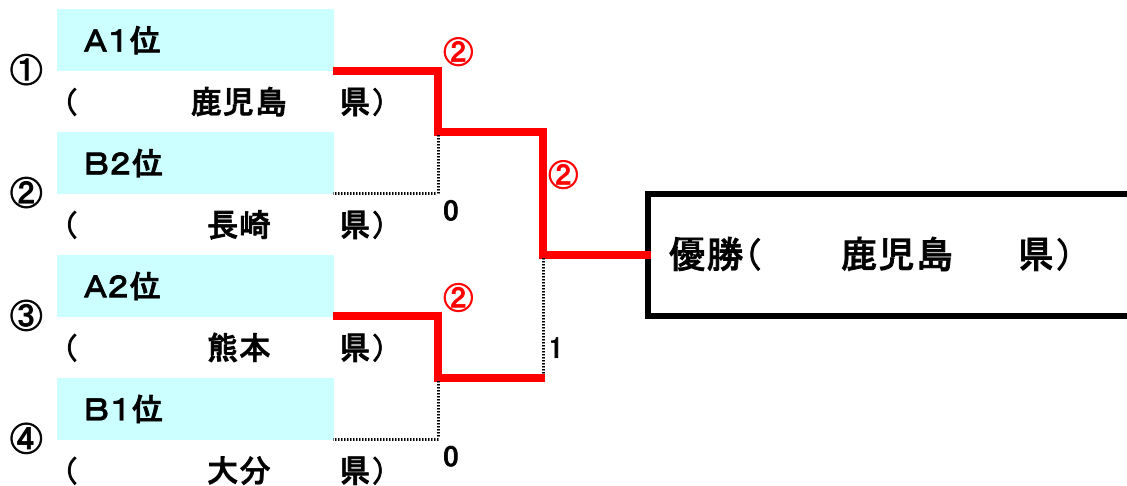 A1位
②
①
( 鹿児島 県)
②
B2位
②
0
( 長崎 県)
優勝( 鹿児島 県)
A2位
②
③
( 熊本 県)
1
B1位
④
0
( 大分 県)